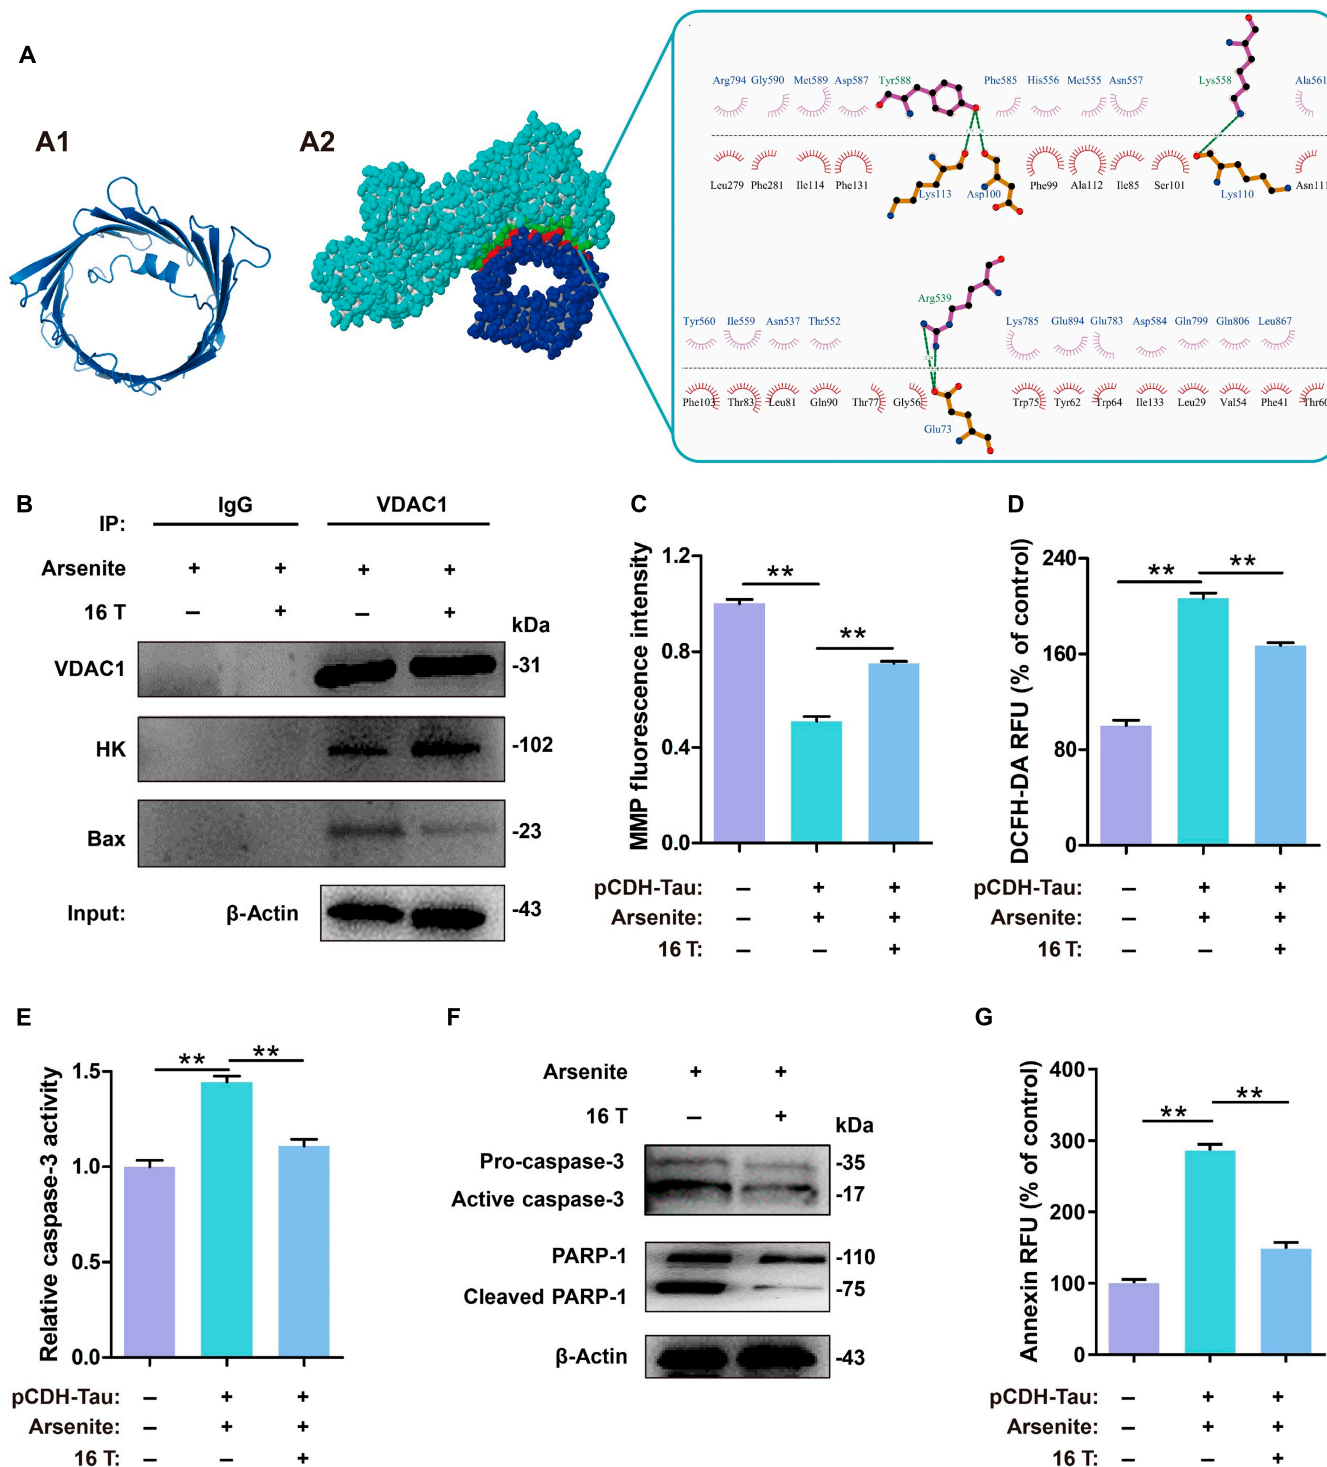 A
A1
A2
Arg794 Gly590 Met589 Asp587 Tyr588 Phe585 His556 Met555 Asn557 Lys558 Ala561
Leu279 Phe281 Ile114 Phe131 Lys113 Asp100 Phe99 Ala112 Ile85 Ser101 Lys110 Asn111
Arg539
Tyr560 Ile559 Asn537 Thr552 Lys785 Glu894 Glu783 Asp584 Gln799 Gln806 Leu867
Phe103 Thr83 Leu81 Gln90 Thr77 Gly56 Trp75 Tyr62 Trp64 Ile133 Leu29 Val54 Phe41 Thr60
Glu73
B
IP: IgG VDAC1
Arsenite + + + +
16 T – + – +
kDa
VDAC1 -31
HK -102
Bax -23
Input: β-Actin -43
C
MMP fluorescence intensity
1.2
0.8
0.4
0.0
** **
pCDH-Tau: – + +
Arsenite: – + +
16 T: – – +
D
DCFH-DA RFU (% of control)
240
160
80
0
** **
pCDH-Tau: – + +
Arsenite: – + +
16 T: – – +
E
Relative caspase-3 activity
1.5
1.0
0.5
0.0
** **
pCDH-Tau: – + +
Arsenite: – + +
16 T: – – +
F
Arsenite + +
16 T – +
kDa
Pro-caspase-3 -35
Active caspase-3 -17
PARP-1 -110
Cleaved PARP-1 -75
β-Actin -43
G
Annexin RFU (% of control)
400
300
200
100
0
** **
pCDH-Tau: – + +
Arsenite: – + +
16 T: – – +